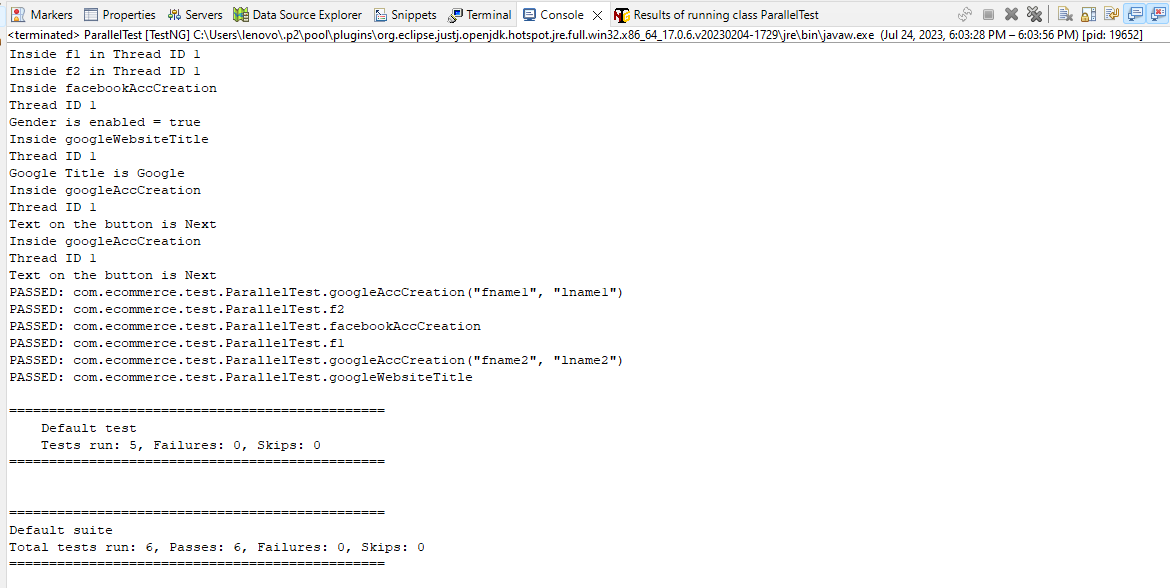 Markers Properties Servers Data Source Explorer Snippets Terminal Console Results of running class ParallelTest
<terminated> ParallelTest [TestNG] C:\Users\lenovo\.p2\pool\plugins\org.eclipse.justj.openjdk.hotspot.jre.full.win32.x86_64_17.0.6.v20230204-1729\jre\bin\javaw.exe (Jul 24, 2023, 6:03:28 PM – 6:03:56 PM) [pid: 19652]
Inside f1 in Thread ID 1
Inside f2 in Thread ID 1
Inside facebookAccCreation
Thread ID 1
Gender is enabled = true
Inside googleWebsiteTitle
Thread ID 1
Google Title is Google
Inside googleAccCreation
Thread ID 1
Text on the button is Next
Inside googleAccCreation
Thread ID 1
Text on the button is Next
PASSED: com.ecommerce.test.ParallelTest.googleAccCreation("fname1", "lname1")
PASSED: com.ecommerce.test.ParallelTest.f2
PASSED: com.ecommerce.test.ParallelTest.facebookAccCreation
PASSED: com.ecommerce.test.ParallelTest.f1
PASSED: com.ecommerce.test.ParallelTest.googleAccCreation("fname2", "lname2")
PASSED: com.ecommerce.test.ParallelTest.googleWebsiteTitle
===============================================
Default test
Tests run: 5, Failures: 0, Skips: 0
===============================================
===============================================
Default suite
Total tests run: 6, Passes: 6, Failures: 0, Skips: 0
===============================================